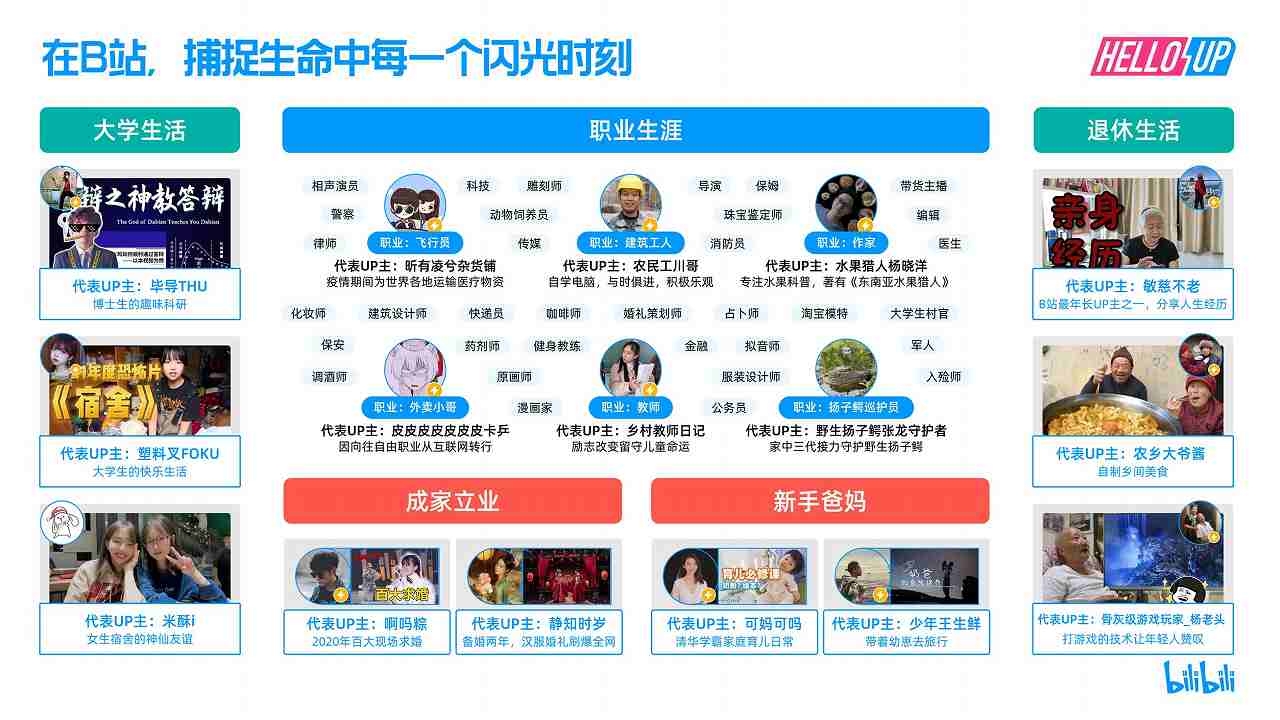 在B站，捕捉生命中每一个闪光时刻
HELLO UP
大学生活
辩之神教答辩
The God of Dabian Teaches You Dabian
代表UP主：毕导THU
博士生的趣味科研
年度恐怖片
《宿舍》
代表UP主：塑料叉FOKU
大学生的快乐生活
代表UP主：米酥i
女生宿舍的神仙友谊
职业生涯
相声演员
科技
雕刻师
导演
保姆
带货主播
警察
动物饲养员
珠宝鉴定师
编辑
律师
职业：飞行员
传媒
职业：建筑工人
消防员
职业：作家
医生
代表UP主：昕有凌兮杂货铺
疫情期间为世界各地运输医疗物资
代表UP主：农民工川哥
自学电脑，与时俱进，积极乐观
代表UP主：水果猎人杨晓洋
专注水果科普，著有《东南亚水果猎人》
化妆师
建筑设计师
快递员
咖啡师
婚礼策划师
占卜师
淘宝模特
大学生村官
保安
药剂师
健身教练
金融
拟音师
军人
调酒师
原画师
服装设计师
入殓师
职业：外卖小哥
漫画家
职业：教师
公务员
职业：扬子鳄巡护员
代表UP主：皮皮皮皮皮皮卡乒
因向往自由职业从互联网转行
代表UP主：乡村教师日记
励志改变留守儿童命运
代表UP主：野生扬子鳄张龙守护者
家中三代接力守护野生扬子鳄
成家立业
百大求婚
代表UP主：啊吗粽
2020年百大现场求婚
代表UP主：静知时岁
备婚两年，汉服婚礼刷爆全网
新手爸妈
育儿必修课
代表UP主：可妈可吗
清华学霸家庭育儿日常
奶爸
代表UP主：少年王生鲜
带着幼崽去旅行
退休生活
亲身
经历
代表UP主：敏慈不老
B站最年长UP主之一，分享人生经历
代表UP主：农乡大爷酱
自制乡间美食
代表UP主：骨灰级游戏玩家_杨老头
打游戏的技术让年轻人赞叹
bilibili